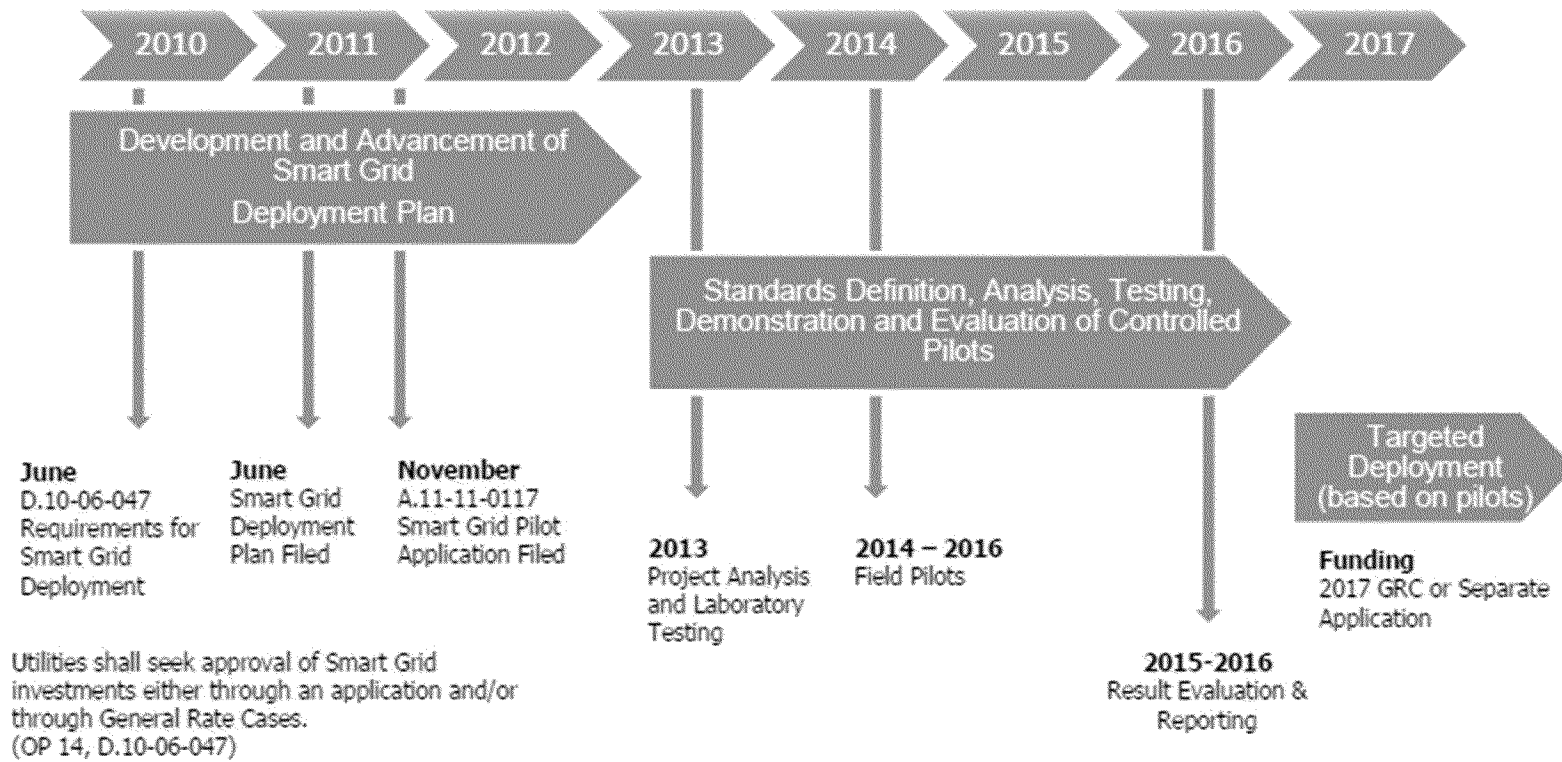 2010
2011
2012
2013
2014
2015
2016
2017
Development and Advancement of
Smart Grid
Deployment Plan
Standards Definition, Analysis, Testing,
Demonstration and Evaluation of Controlled
Pilots
Targeted
Deployment
(based on pilots)
June
D.10-06-047
Requirements for
Smart Grid
Deployment
June
Smart Grid
Deployment
Plan Filed
November
A.11-11-0117
Smart Grid Pilot
Application Filed
2013
Project Analysis
and Laboratory
Testing
2014 – 2016
Field Pilots
2015-2016
Result Evaluation &
Reporting
Funding
2017 GRC or Separate
Application
Utilities shall seek approval of Smart Grid
investments either through an application and/or
through General Rate Cases.
(OP 14, D.10-06-047)